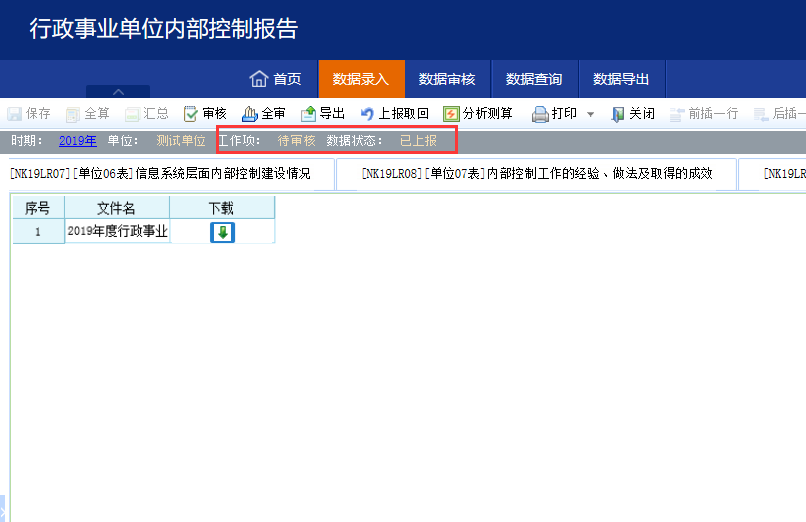 行政事业单位内部控制报告
首页 数据录入 数据审核 数据查询 数据导出
保存 全算 汇总 审核 全审 导出 上报取回 分析测算 打印 关闭 前插一行 后插一
时期： 2019年 单位： 测试单位 工作项： 待审核 数据状态： 已上报
[NK19LR07][单位06表]信息系统层面内部控制建设情况 [NK19LR08][单位07表]内部控制工作的经验、做法及取得的成效 [NK19LR
序号 文件名 下载
1 2019年度行政事业